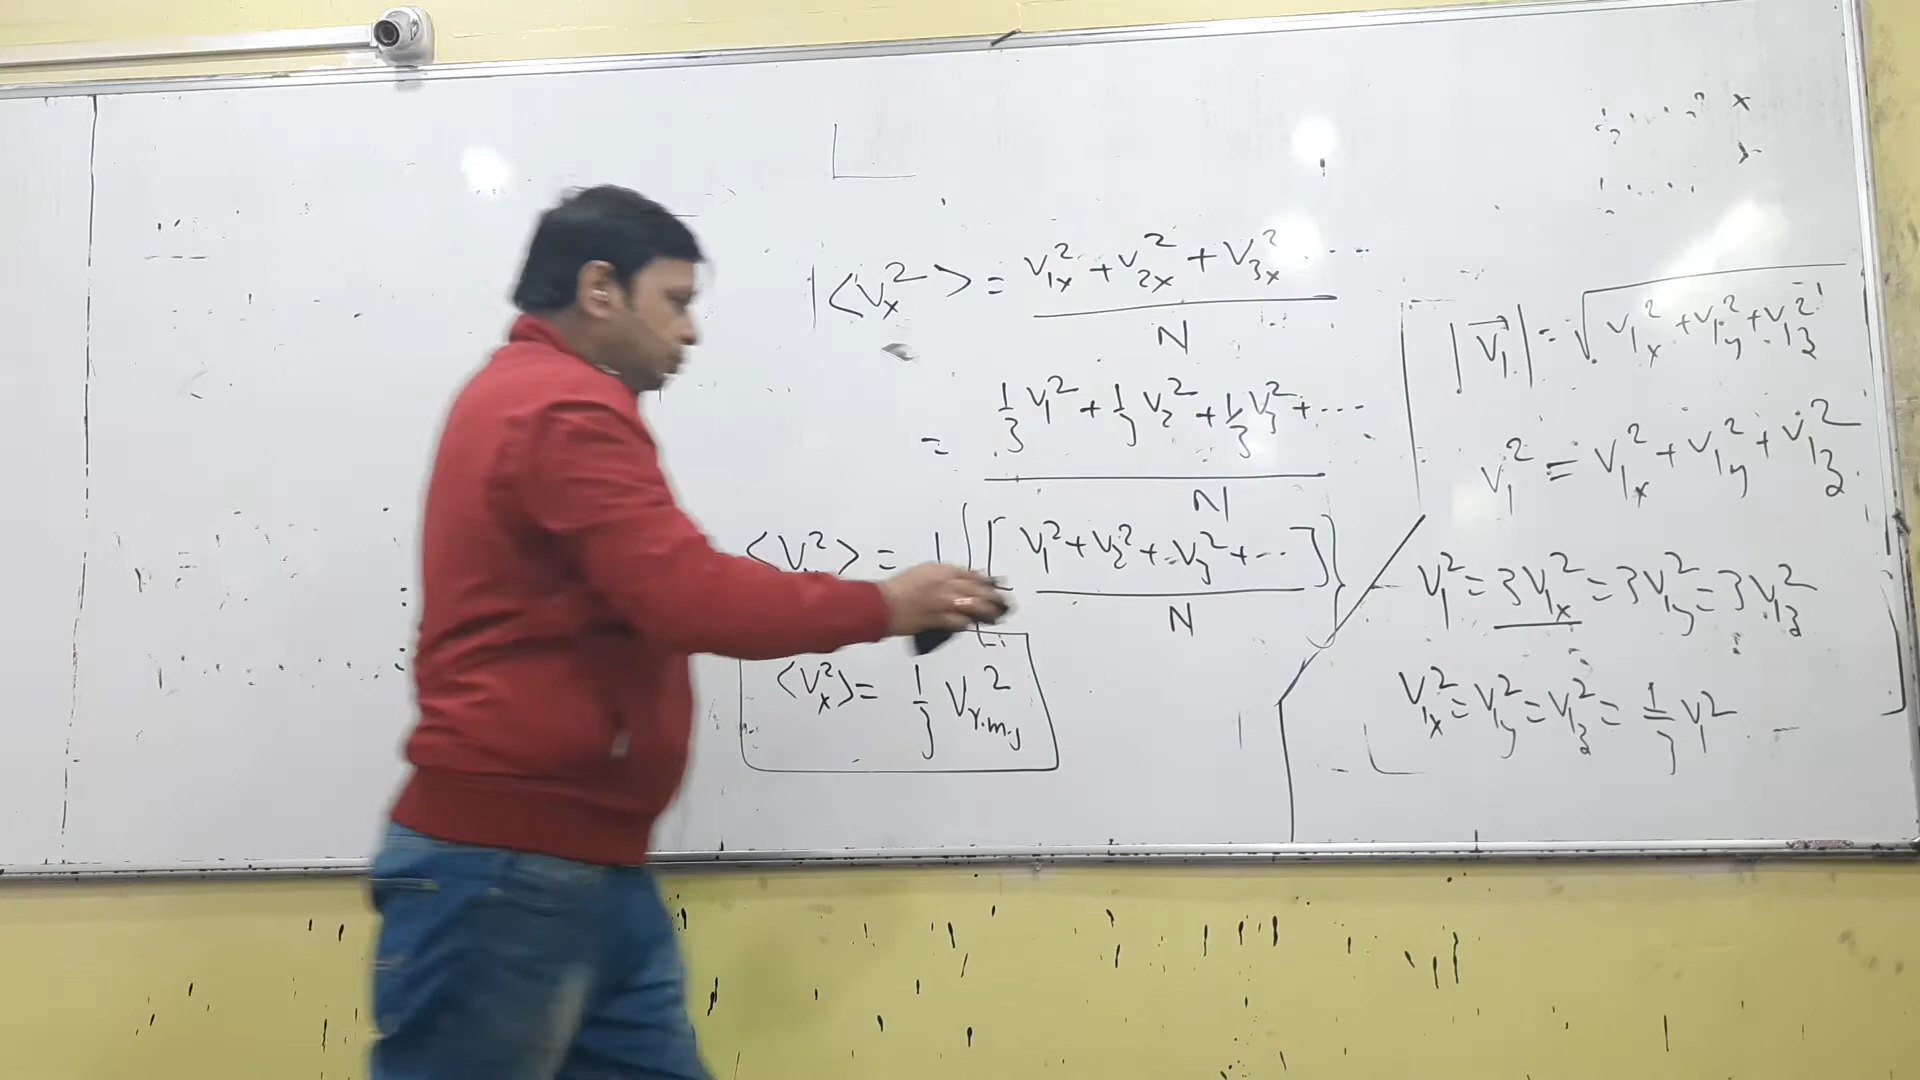 <Vx²> = V1x² + V2x² + V3x² ...
N
= 1/3 V1² + 1/3 V2² + 1/3 V3² + ...
N
<Vx²> = 1 [V1² + V2² + V3² + ...]
N
<Vx²> = 1/3 Vr.m.s²
x
y
|V1→| = √V1x² + V1y² + V1z²
V1² = V1x² + V1y² + V1z²
V1² = 3V1x² = 3V1y² = 3V1z²
V1x² = V1y² = V1z² = 1/3 V1²